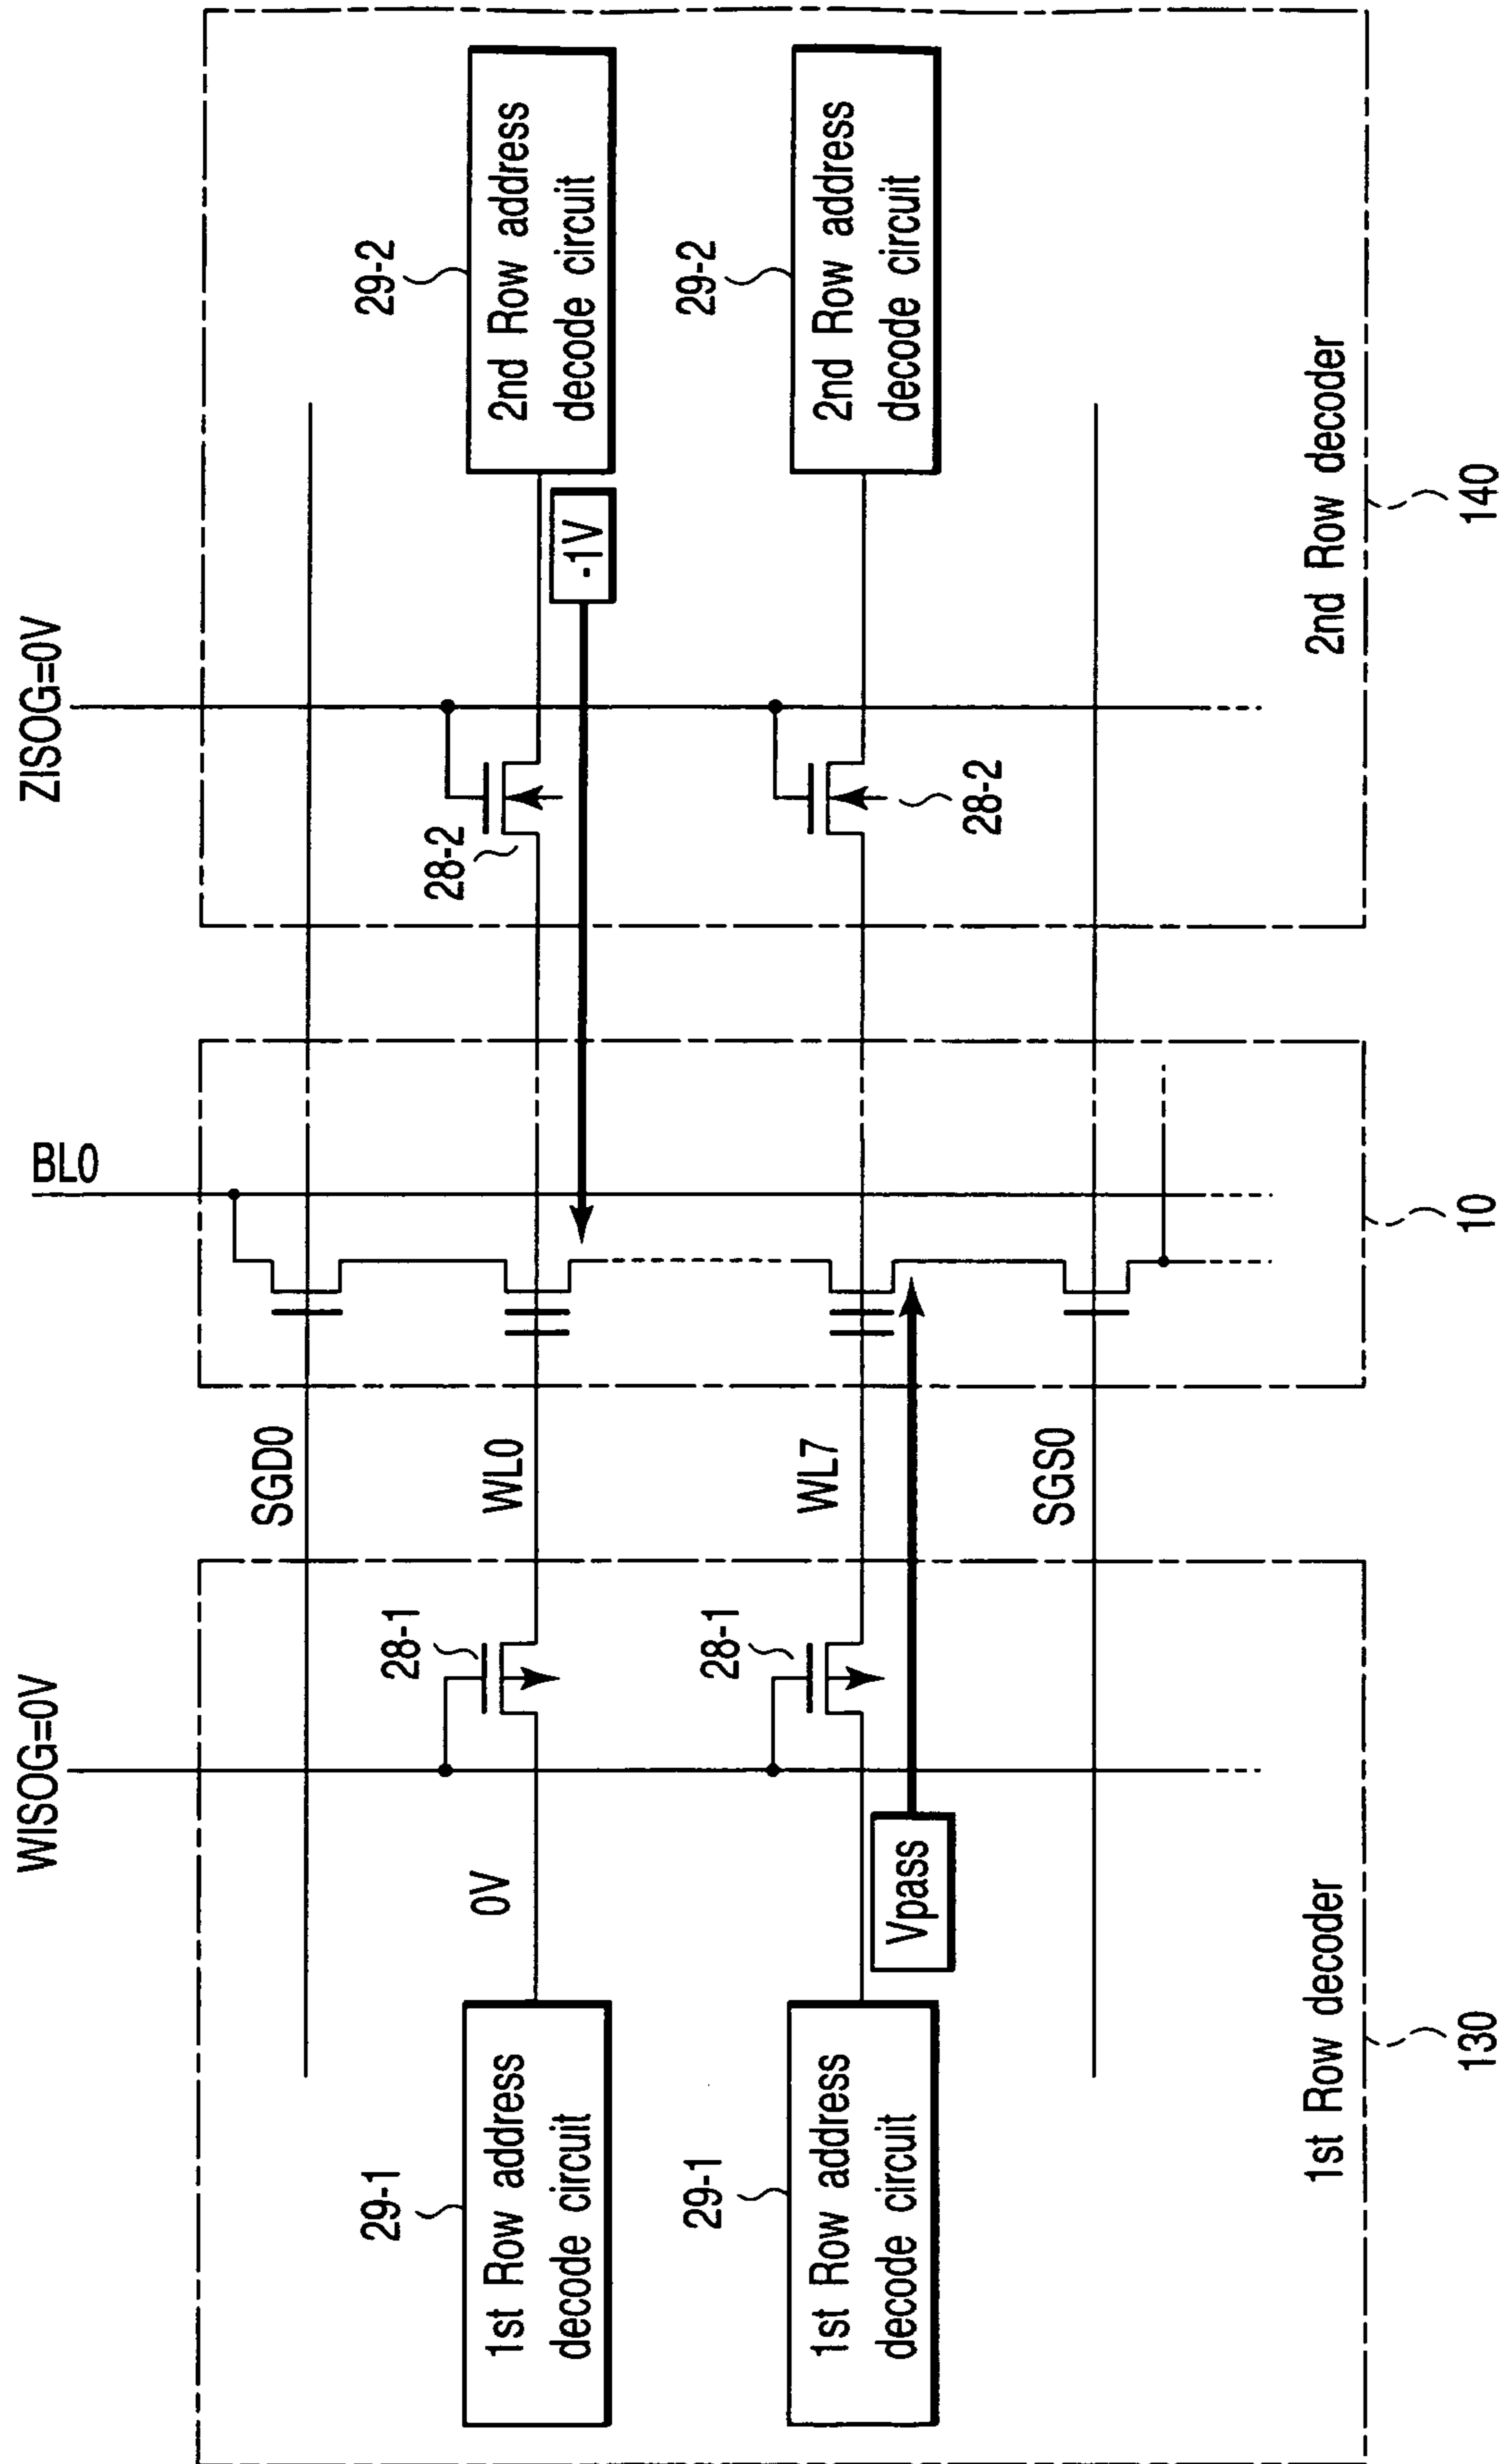 WISOG=0V
BL0
ZISOG=0V
SGD0
29-1
28-1
28-2
29-2
1st Row address
decode circuit
0V
WL0
-1V
2nd Row address
decode circuit
29-1
28-1
28-2
29-2
1st Row address
decode circuit
Vpass
WL7
2nd Row address
decode circuit
SGS0
1st Row decoder
2nd Row decoder
130
10
140